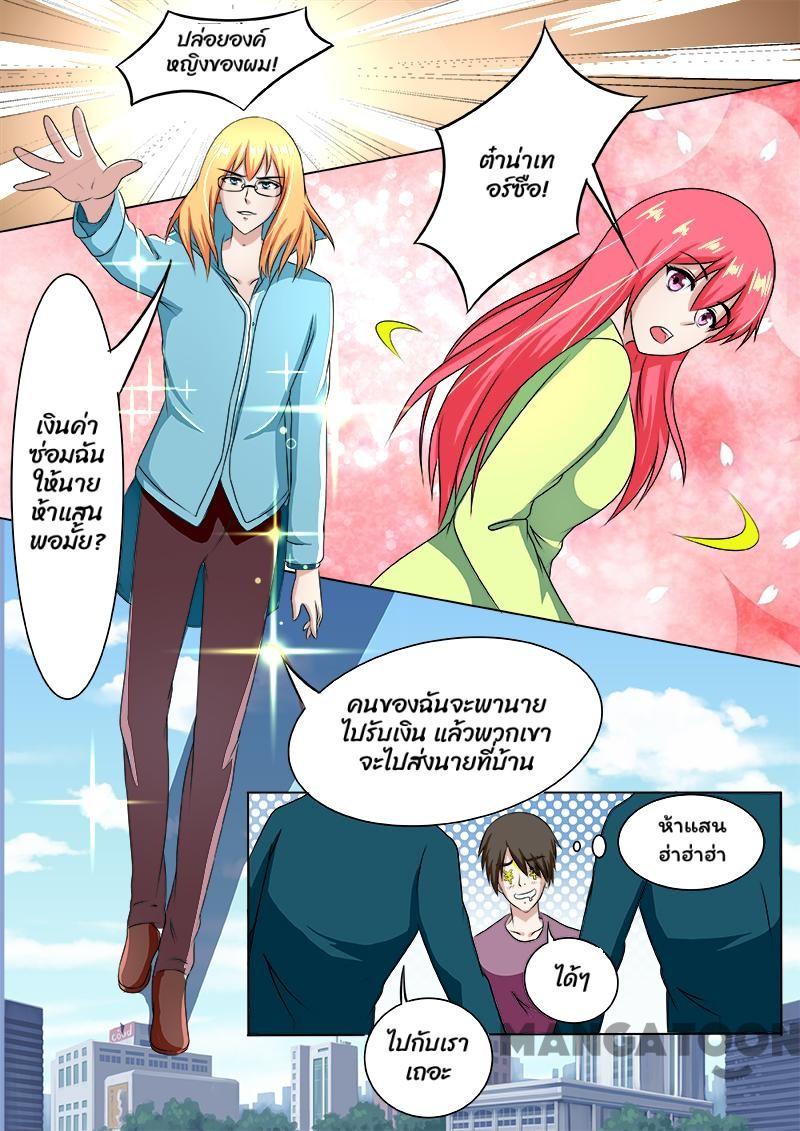 ปล่อยองค์
หญิงของผม!
ต๋าน่าเท
อร์ซือ!
เงินค่า
ซ่อมฉัน
ให้นาย
ห้าแสน
พอมั้ย?
คนของฉันจะพานาย
ไปรับเงิน แล้วพวกเขา
จะไปส่งนายที่บ้าน
ห้าแสน
ฮ่าฮ่าฮ่า
ได้ๆ
ไปกับเรา
เถอะ
MANGATOON